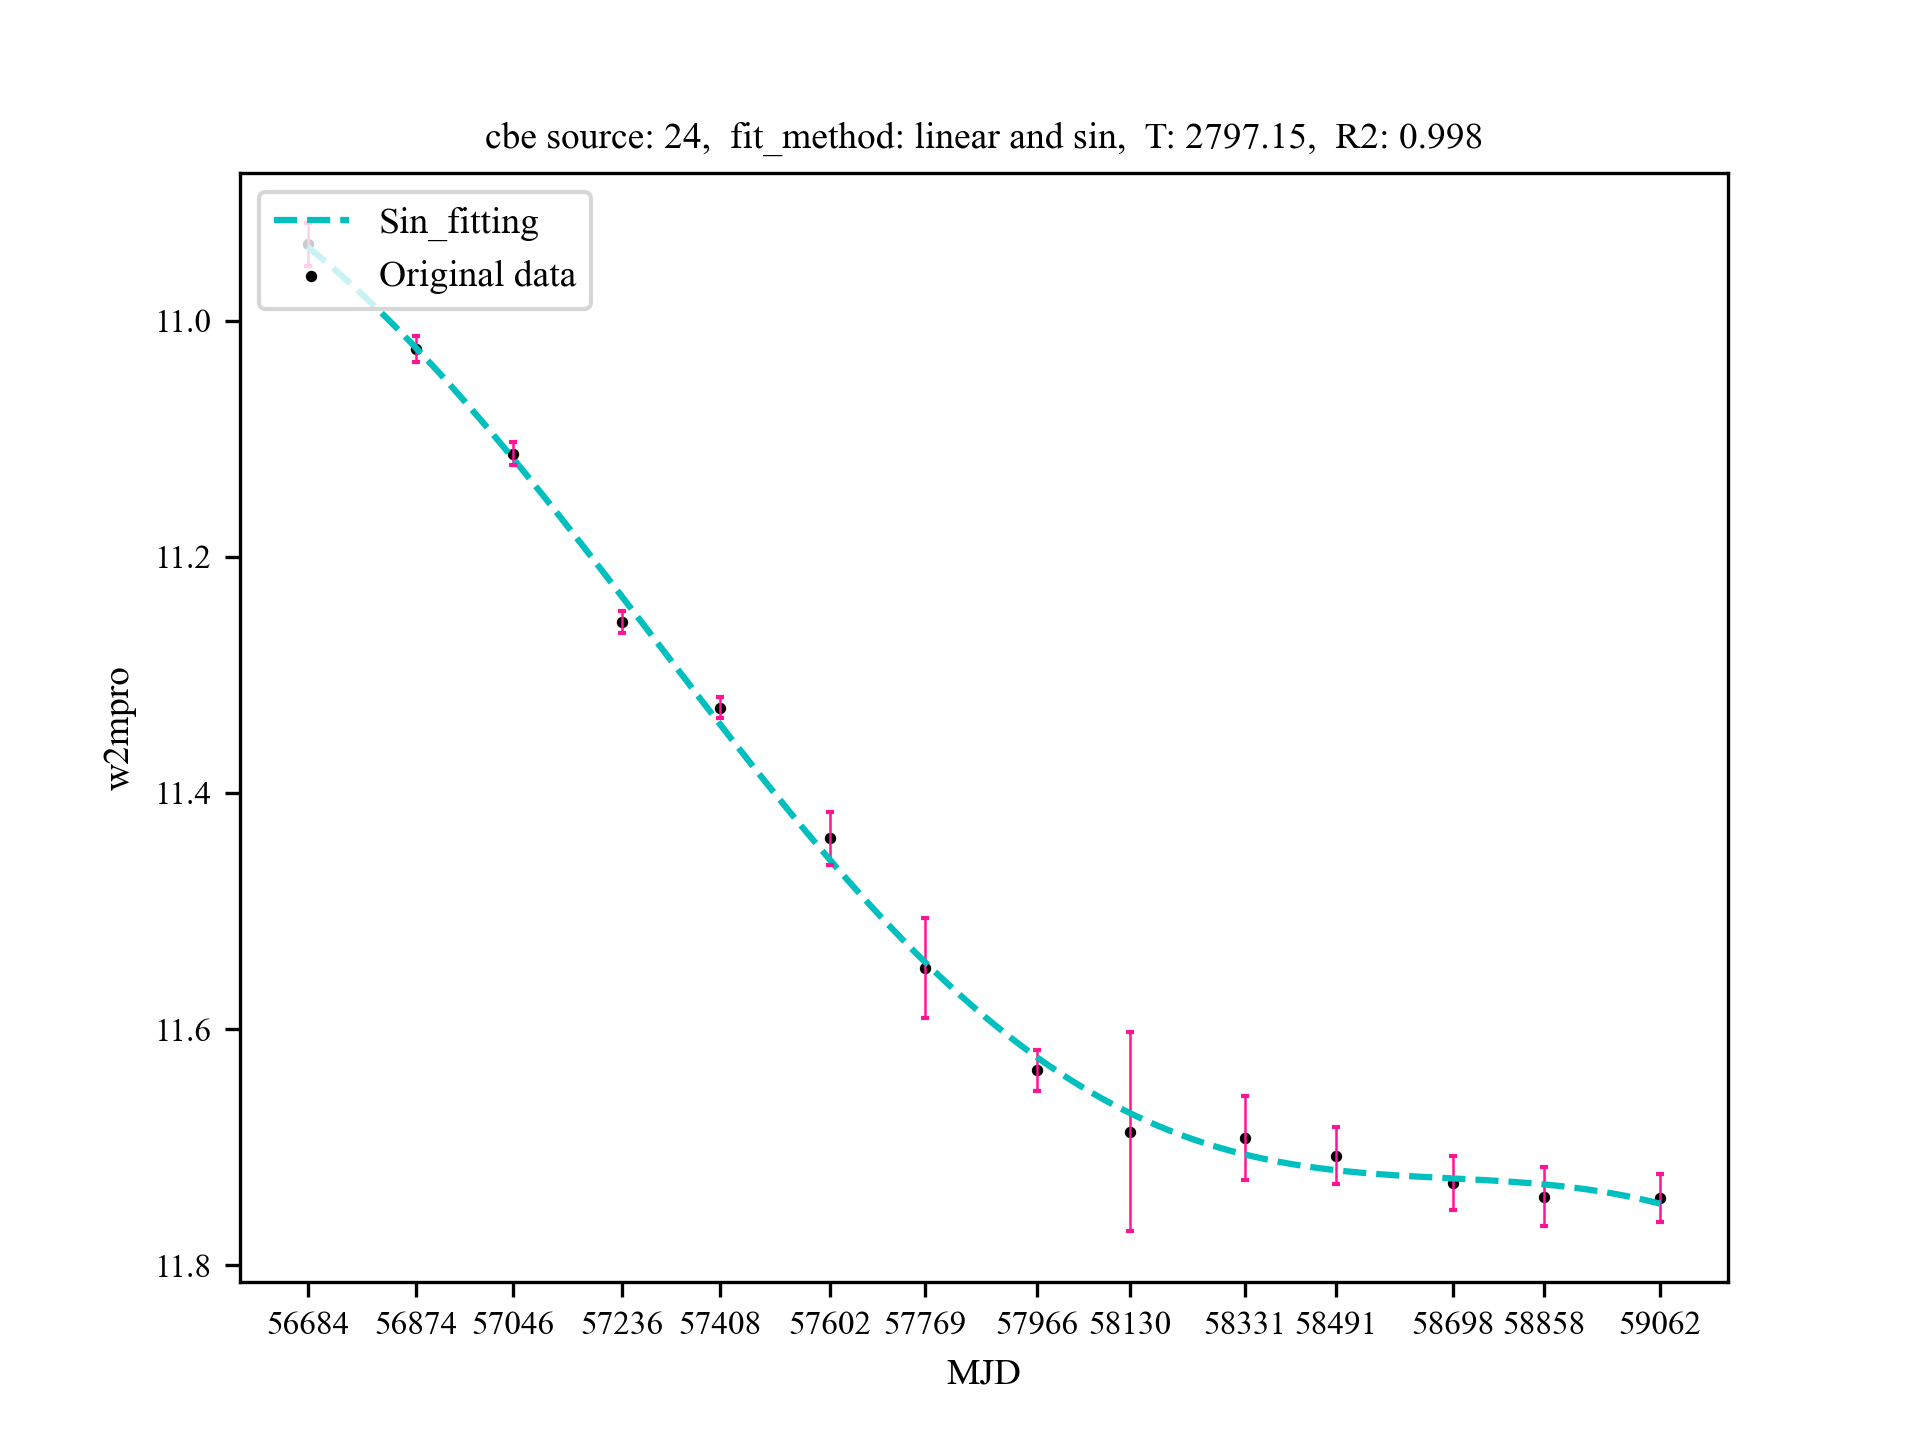 cbe source: 24,  fit_method: linear and sin,  T: 2797.15,  R2: 0.998
Sin_fitting
Original data
11.0
11.2
11.4
11.6
11.8
w2mpro
56684 56874 57046 57236 57408 57602 57769 57966 58130 58331 58491 58698 58858 59062
MJD